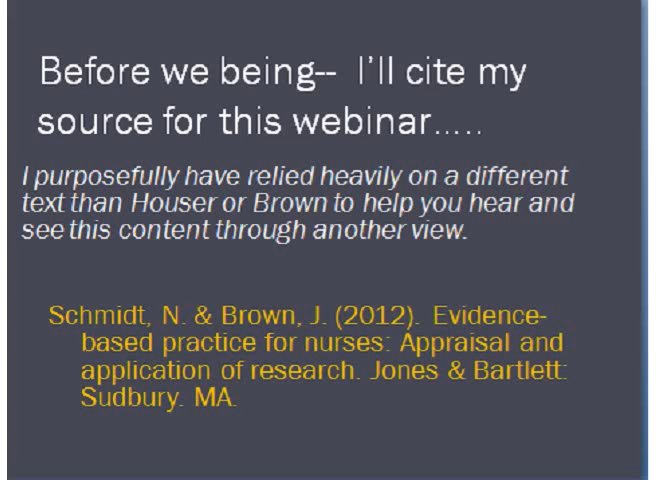 Before we being-- I'll cite my
source for this webinar.....
I purposefully have relied heavily on a different
text than Houser or Brown to help you hear and
see this content through another view.
Schmidt, N. & Brown, J. (2012). Evidence-
based practice for nurses: Appraisal and
application of research. Jones & Bartlett:
Sudbury. MA.